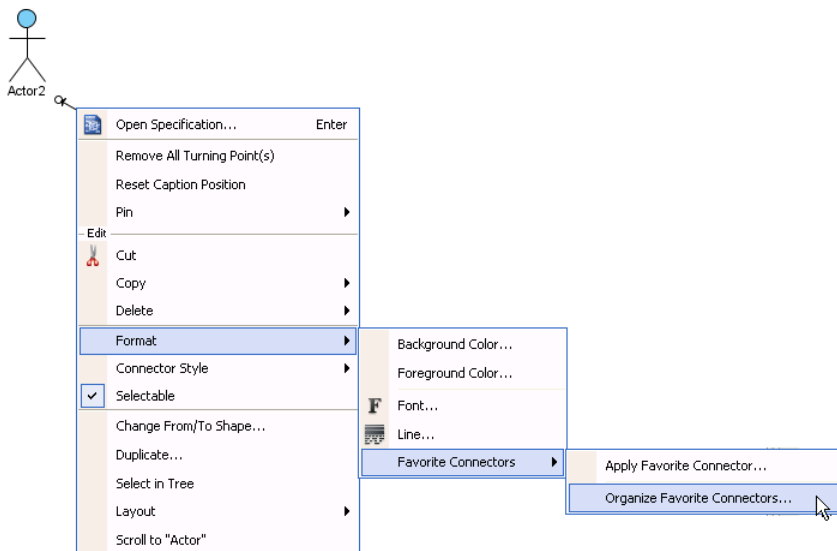 Actor2
Open Specification... Enter
Remove All Turning Point(s)
Reset Caption Position
Pin
Edit
Cut
Copy
Delete
Format
Connector Style
Selectable
Change From/To Shape...
Duplicate...
Select in Tree
Layout
Scroll to "Actor"
Background Color...
Foreground Color...
F Font...
Line...
Favorite Connectors
Apply Favorite Connector...
Organize Favorite Connectors...